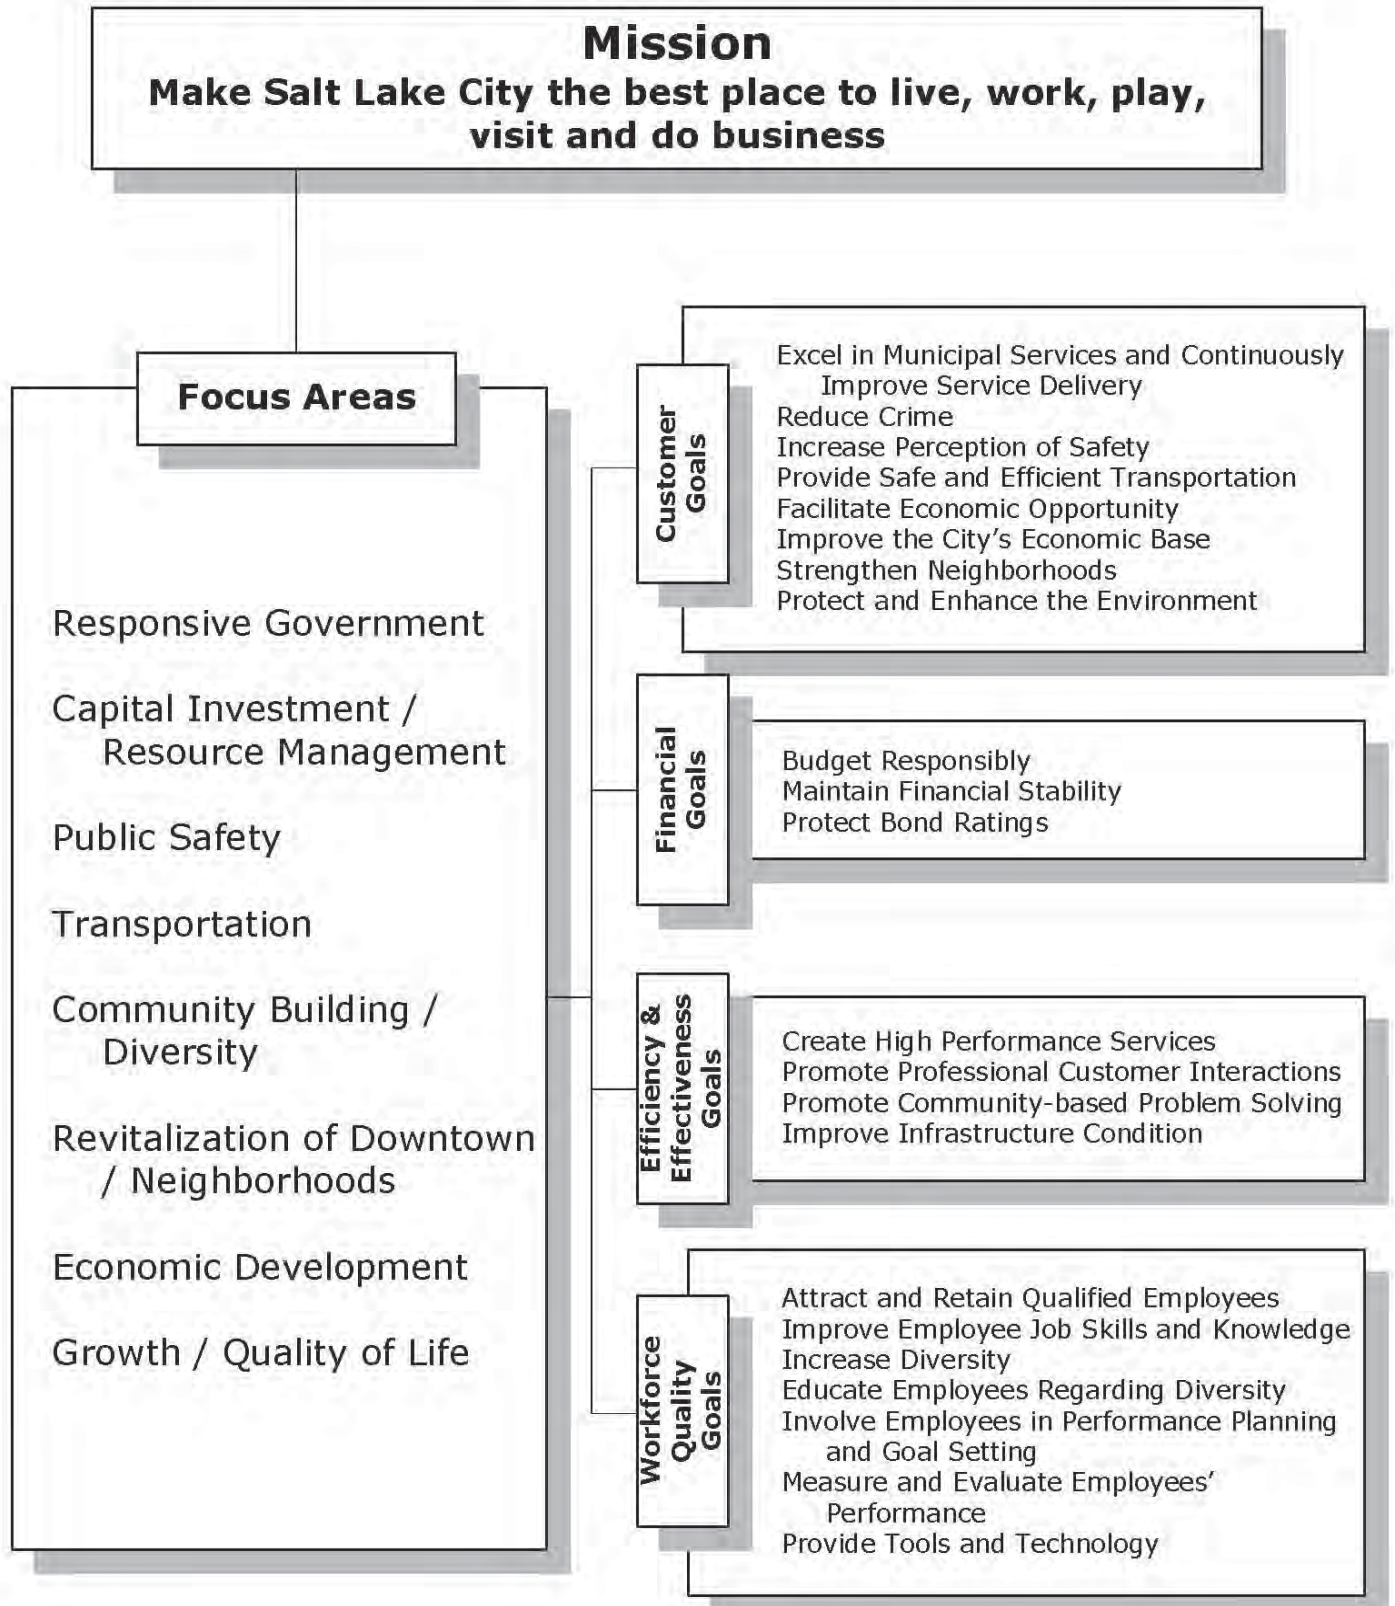 Mission
Make Salt Lake City the best place to live, work, play,
visit and do business
Focus Areas
Responsive Government
Capital Investment /
Resource Management
Public Safety
Transportation
Community Building /
Diversity
Revitalization of Downtown
/ Neighborhoods
Economic Development
Growth / Quality of Life
Customer
Goals
Excel in Municipal Services and Continuously
Improve Service Delivery
Reduce Crime
Increase Perception of Safety
Provide Safe and Efficient Transportation
Facilitate Economic Opportunity
Improve the City's Economic Base
Strengthen Neighborhoods
Protect and Enhance the Environment
Financial
Goals
Budget Responsibly
Maintain Financial Stability
Protect Bond Ratings
Efficiency &
Effectiveness
Goals
Create High Performance Services
Promote Professional Customer Interactions
Promote Community-based Problem Solving
Improve Infrastructure Condition
Workforce
Quality
Goals
Attract and Retain Qualified Employees
Improve Employee Job Skills and Knowledge
Increase Diversity
Educate Employees Regarding Diversity
Involve Employees in Performance Planning
and Goal Setting
Measure and Evaluate Employees'
Performance
Provide Tools and Technology